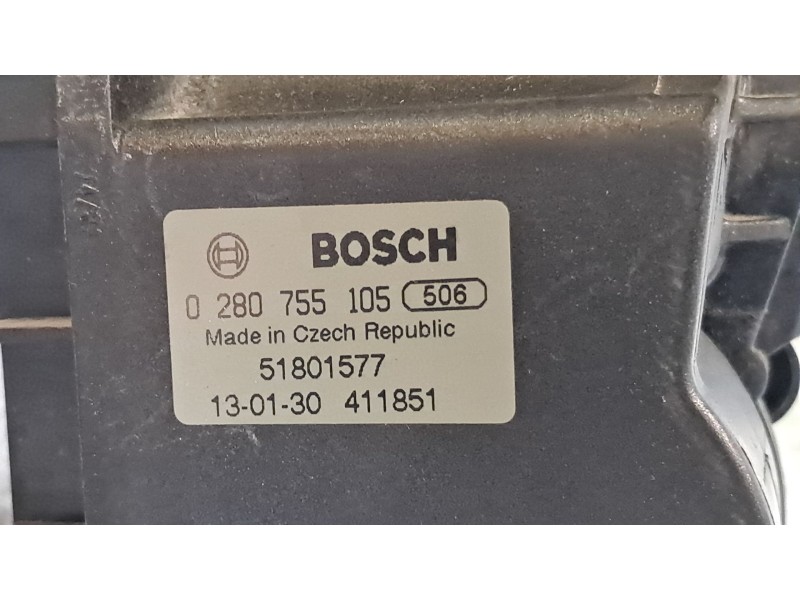 BOSCH
0 280 755 105 506
Made in Czech Republic
51801577
13-01-30 411851